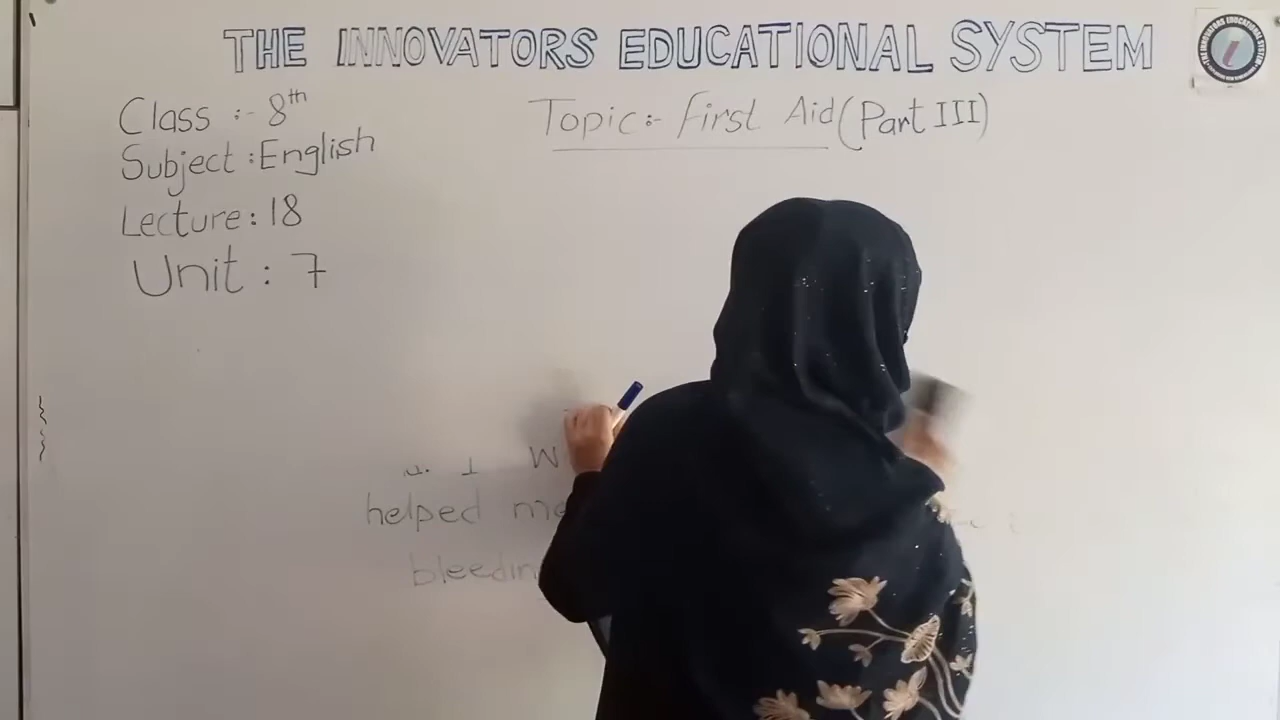 THE INNOVATORS EDUCATIONAL SYSTEM
Class :- 8th
Topic:- First Aid (Part III)
Subject : English
Lecture : 18
Unit : 7
helped